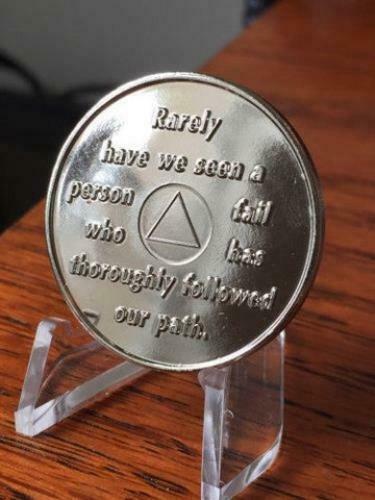 Rarely
have we seen a
person fail
who has
thoroughly followed
our path.